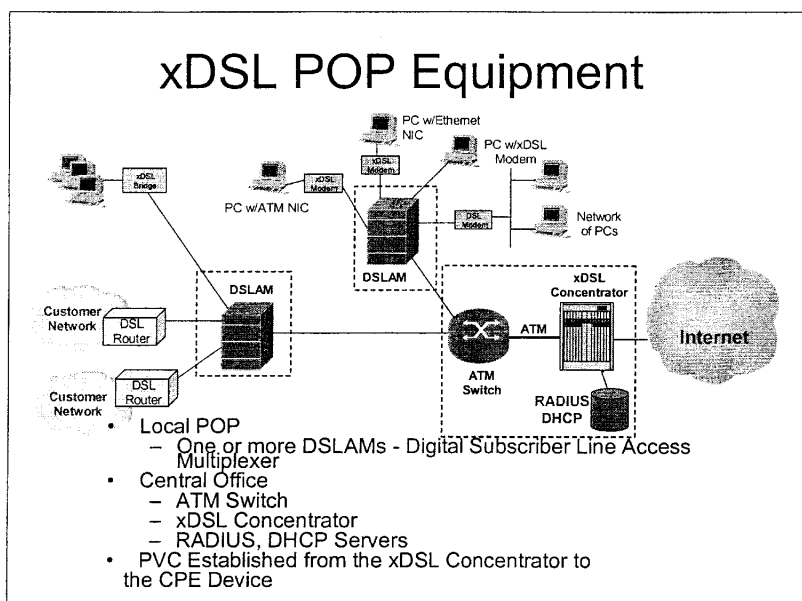 xDSL POP Equipment
PC w/Ethernet
NIC
xDSL
Modem
PC w/xDSL
Modem
xDSL
Bridge
xDSL
Modem
PC w/ATM NIC
DSL
Modem
Network
of PCs
DSLAM
DSLAM
xDSL
Concentrator
Customer
Network
DSL
Router
ATM
Internet
ATM
Switch
RADIUS
DHCP
Customer
Network
DSL
Router
• Local POP
– One or more DSLAMs - Digital Subscriber Line Access
Multiplexer
• Central Office
– ATM Switch
– xDSL Concentrator
– RADIUS, DHCP Servers
• PVC Established from the xDSL Concentrator to
the CPE Device